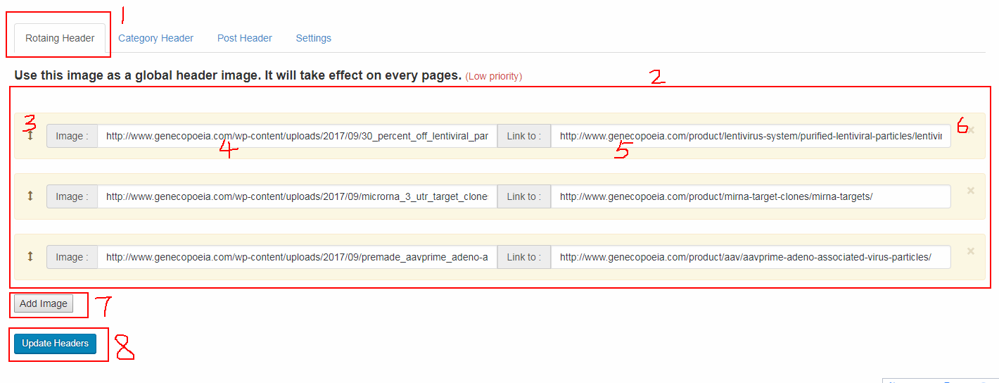 1
Rotaing Header Category Header Post Header Settings
Use this image as a global header image. It will take effect on every pages. (Low priority)
2
3 6
Image : http://www.genecopoeia.com/wp-content/uploads/2017/09/30_percent_off_lentiviral_par Link to : http://www.genecopoeia.com/product/lentivirus-system/purified-lentiviral-particles/lentivir
4 5
Image : http://www.genecopoeia.com/wp-content/uploads/2017/09/microrna_3_utr_target_clones Link to : http://www.genecopoeia.com/product/mirna-target-clones/mirna-targets/
Image : http://www.genecopoeia.com/wp-content/uploads/2017/09/premade_aavprime_adeno-a Link to : http://www.genecopoeia.com/product/aav/aavprime-adeno-associated-virus-particles/
Add Image 7
Update Headers 8